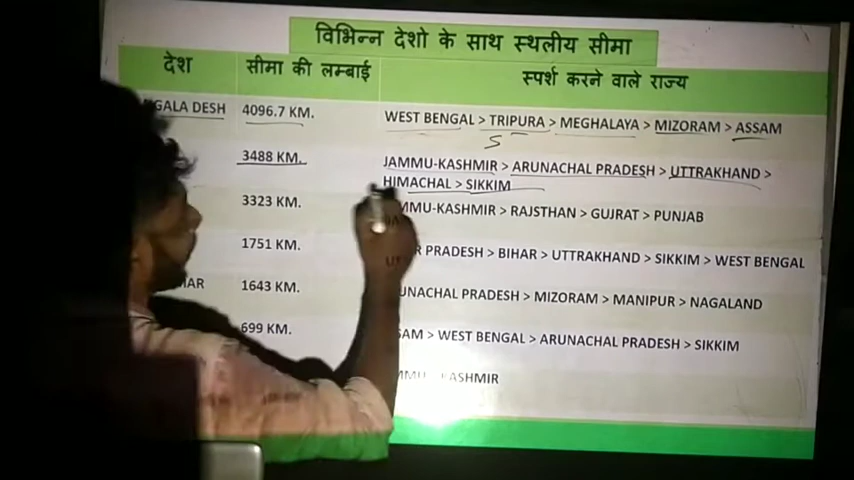 विभिन्न देशो के साथ स्थलीय सीमा
देश सीमा की लम्बाई स्पर्श करने वाले राज्य
GALA DESH 4096.7 KM. WEST BENGAL > TRIPURA > MEGHALAYA > MIZORAM > ASSAM
S
3488 KM. JAMMU-KASHMIR > ARUNACHAL PRADESH > UTTRAKHAND >
HIMACHAL > SIKKIM
3323 KM. MMU-KASHMIR > RAJSTHAN > GUJRAT > PUNJAB
1751 KM. PRADESH > BIHAR > UTTRAKHAND > SIKKIM > WEST BENGAL
MAR 1643 KM. UNACHAL PRADESH > MIZORAM > MANIPUR > NAGALAND
699 KM. SAM > WEST BENGAL > ARUNACHAL PRADESH > SIKKIM
KASHMIR